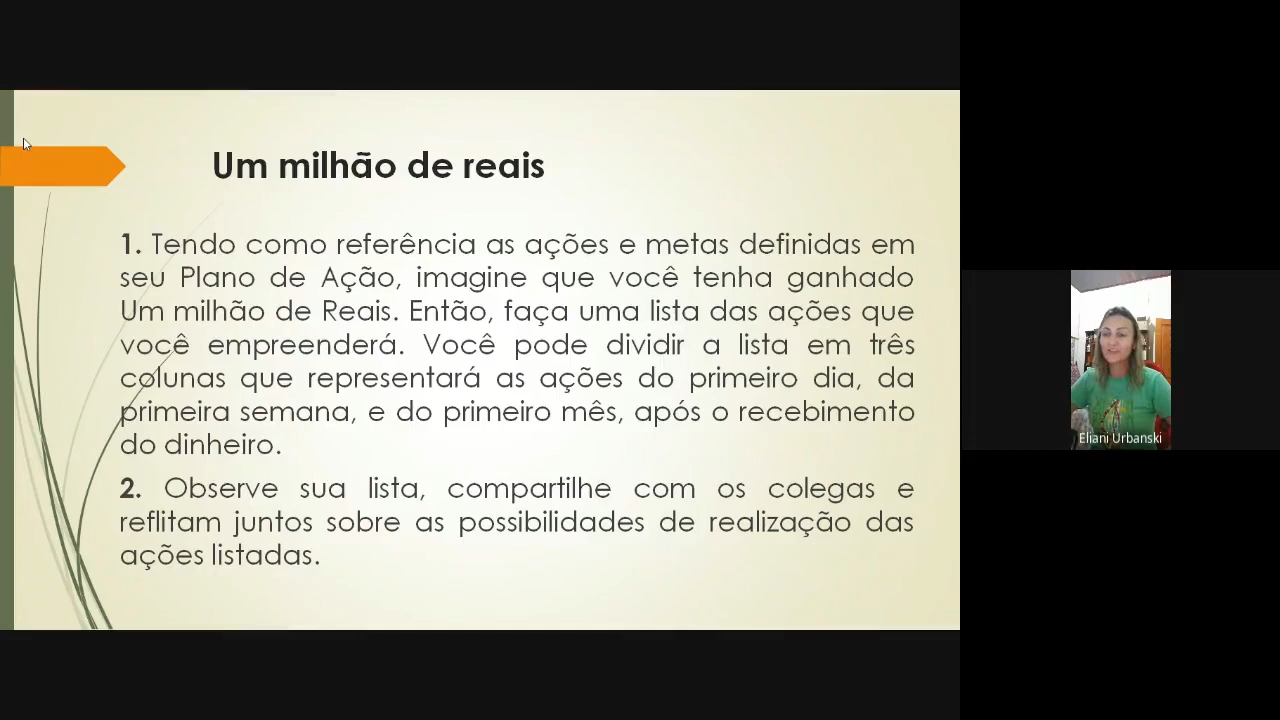 Um milhão de reais
1. Tendo como referência as ações e metas definidas em
seu Plano de Ação, imagine que você tenha ganhado
Um milhão de Reais. Então, faça uma lista das ações que
você empreenderá. Você pode dividir a lista em três
colunas que representará as ações do primeiro dia, da
primeira semana, e do primeiro mês, após o recebimento
do dinheiro.
2. Observe sua lista, compartilhe com os colegas e
reflitam juntos sobre as possibilidades de realização das
ações listadas.
Eliani Urbanski